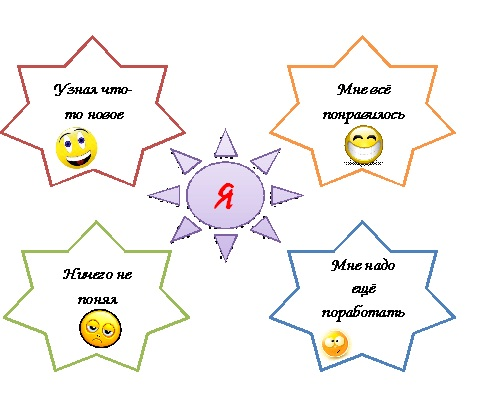 Узнал что-
то новое
Мне всё
понравилось
Я
Ничего не
понял
Мне надо
ещё
поработать